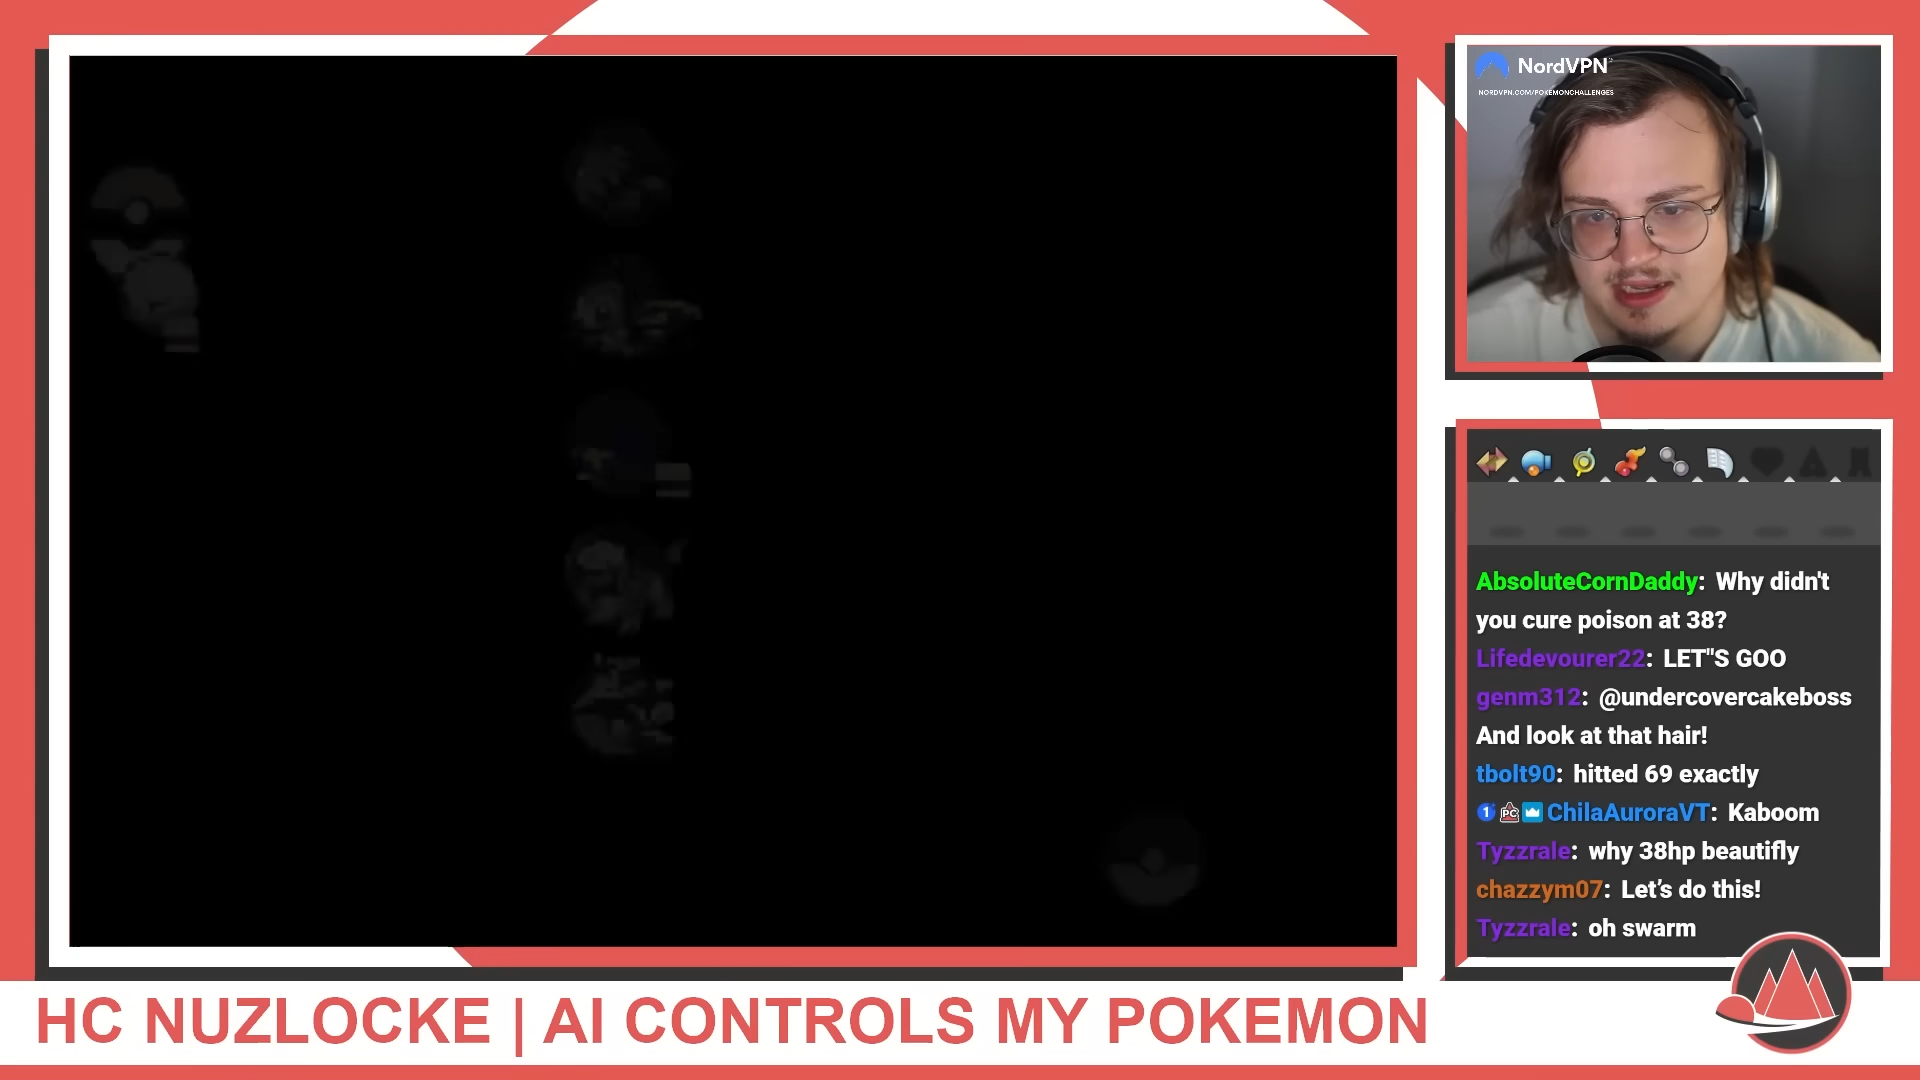 NordVPN
NORDVPN.COM/POKEMONCHALLENGES
AbsoluteCornDaddy: Why didn't
you cure poison at 38?
Lifedevourer22: LET"S GOO
genm312: @undercovercakeboss
And look at that hair!
tbolt90: hitted 69 exactly
1 PC ChilaAuroraVT: Kaboom
Tyzzrale: why 38hp beautifly
chazzym07: Let's do this!
Tyzzrale: oh swarm
HC NUZLOCKE | AI CONTROLS MY POKEMON